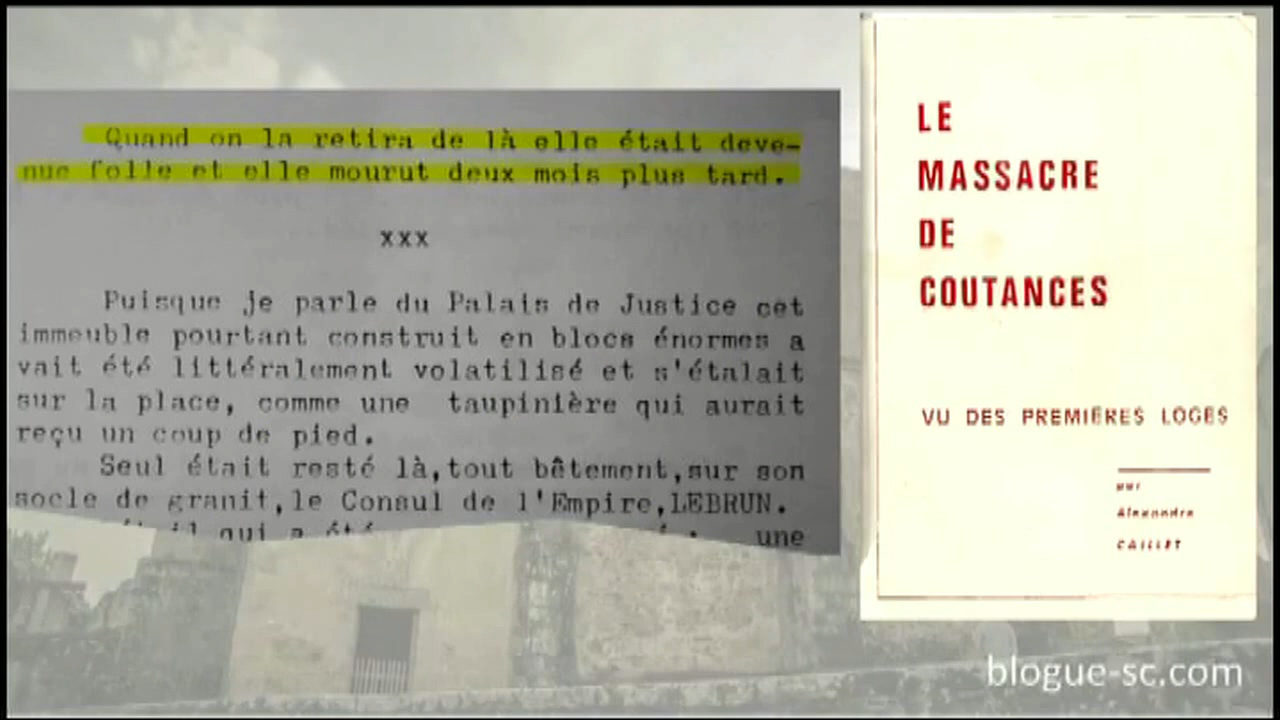 Quand on la retira de là elle était deve-
nue folle et elle mourut deux mois plus tard.
xxx
Puisque je parle du Palais de Justice cet
immeuble pourtant construit en blocs énormes a
vait été littéralement volatilisé et s'étalait
sur la place, comme une taupinière qui aurait
reçu un coup de pied.
Seul était resté là,tout bêtement,sur son
socle de granit,le Consul de l'Empire,LEBRUN.
qui a une
LE
MASSACRE
DE
COUTANCES
VU DES PREMIÈRES LOGES
par
Alexandre
CAILLET
blogue-sc.com